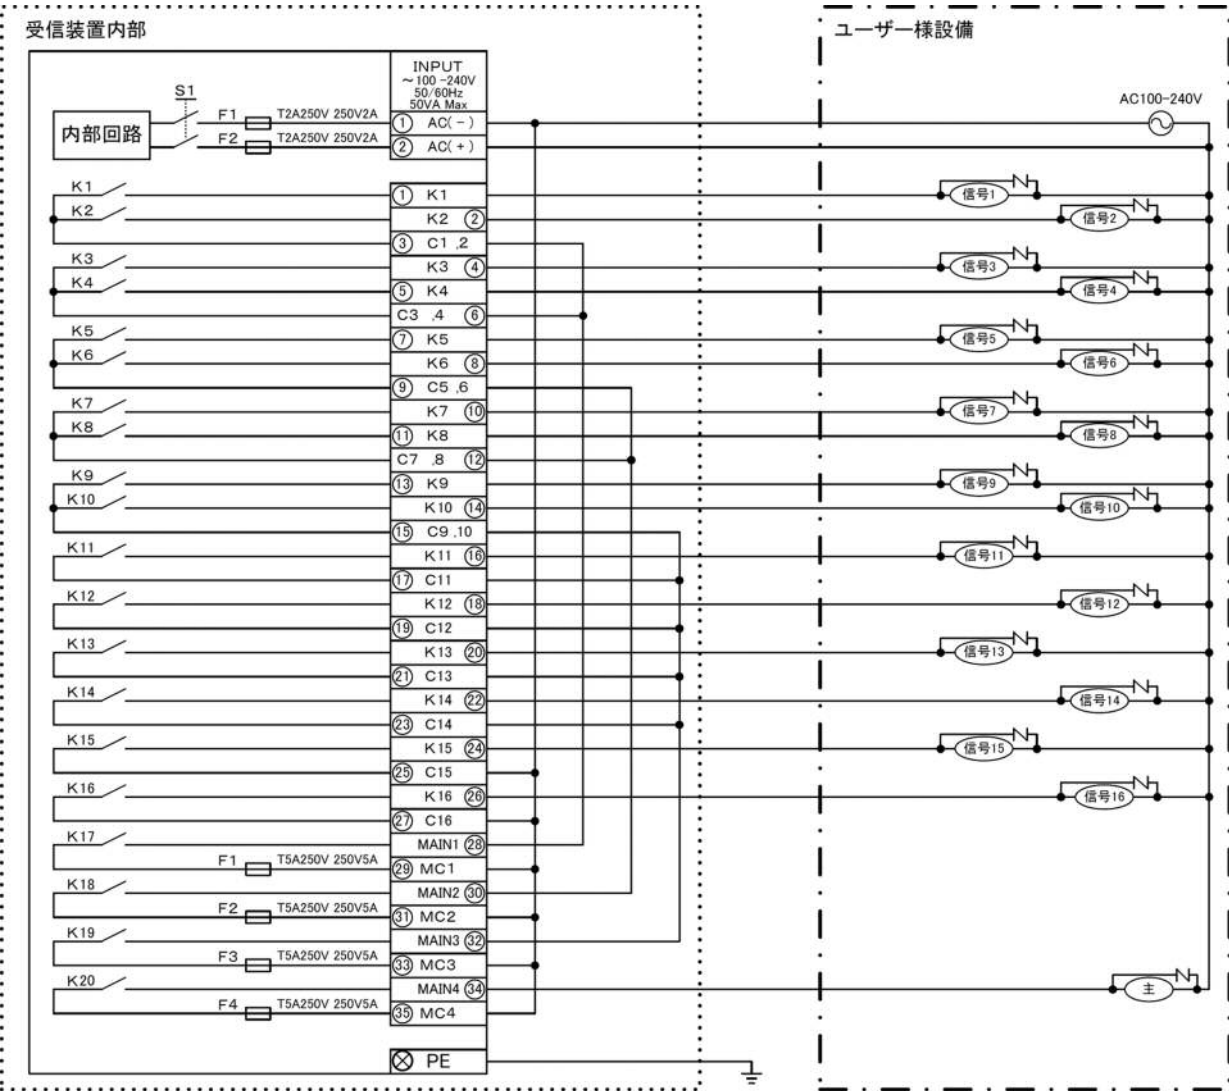 受信装置内部
ユーザー様設備
INPUT
～100-240V
50/60Hz
50VA Max
AC100-240V
S1
内部回路
F1 T2A250V 250V2A ① AC(-)
F2 T2A250V 250V2A ② AC(+)
K1 ① K1 信号1
K2 K2 ② 信号2
③ C1,2
K3 K3 ④ 信号3
K4 ⑤ K4 信号4
C3,4 ⑥
K5 ⑦ K5 信号5
K6 K6 ⑧ 信号6
⑨ C5,6
K7 K7 ⑩ 信号7
K8 ⑪ K8 信号8
C7,8 ⑫
K9 ⑬ K9 信号9
K10 K10 ⑭ 信号10
⑮ C9,10
K11 K11 ⑯ 信号11
⑰ C11
K12 K12 ⑱ 信号12
⑲ C12
K13 K13 ⑳ 信号13
㉑ C13
K14 K14 ㉒ 信号14
㉓ C14
K15 K15 ㉔ 信号15
㉕ C15
K16 K16 ㉖ 信号16
㉗ C16
K17 MAIN1 ㉘
F1 T5A250V 250V5A ㉙ MC1
K18 MAIN2 ㉚
F2 T5A250V 250V5A ㉛ MC2
K19 MAIN3 ㉜
F3 T5A250V 250V5A ㉝ MC3
K20 MAIN4 ㉞ 主
F4 T5A250V 250V5A ㉟ MC4
PE